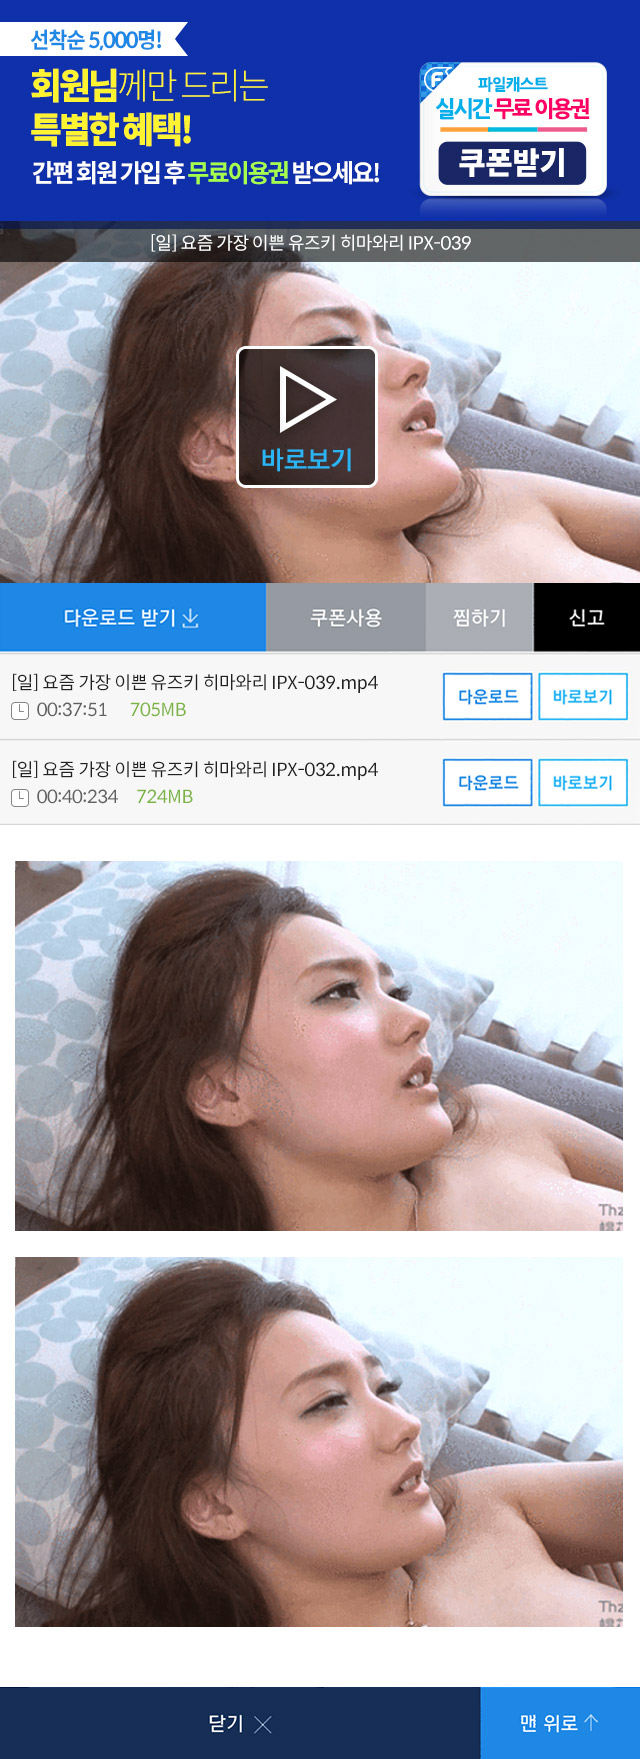 선착순 5,000명!
회원님께만 드리는
특별한 혜택!
간편 회원 가입 후 무료이용권 받으세요!
파일캐스트
실시간 무료 이용권
쿠폰받기
[일] 요즘 가장 이쁜 유즈키 히마와리 IPX-039
바로보기
다운로드 받기
쿠폰사용
찜하기
신고
[일] 요즘 가장 이쁜 유즈키 히마와리 IPX-039.mp4
00:37:51 705MB
다운로드
바로보기
[일] 요즘 가장 이쁜 유즈키 히마와리 IPX-032.mp4
00:40:234 724MB
다운로드
바로보기
닫기
맨 위로